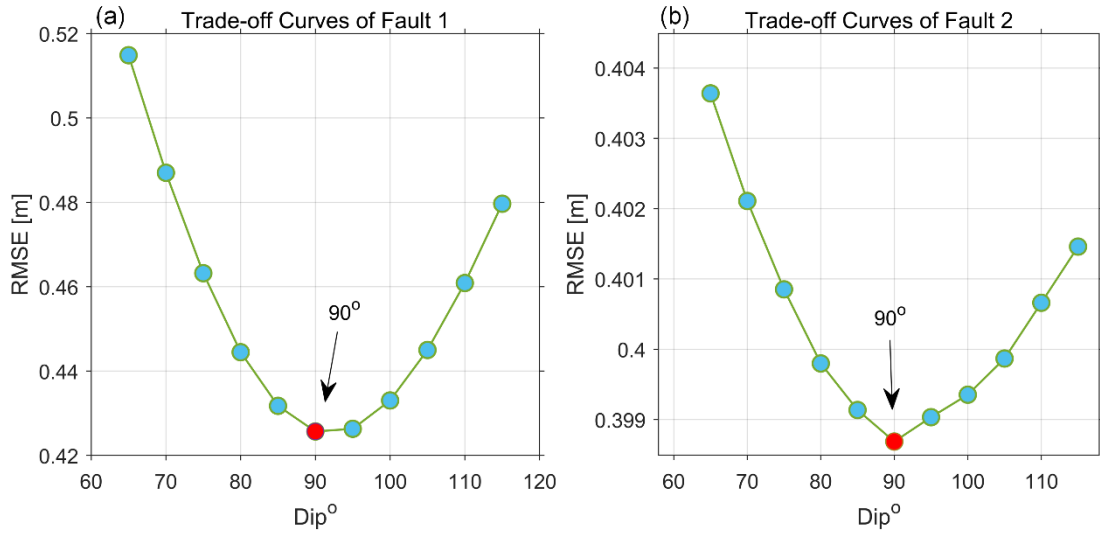 (a) Trade-off Curves of Fault 1
0.52
0.5
0.48
0.46
0.44
0.42
RMSE [m]
90°
60 70 80 90 100 110 120
Dip°
(b) Trade-off Curves of Fault 2
0.404
0.403
0.402
0.401
0.4
0.399
RMSE [m]
90°
60 70 80 90 100 110
Dip°